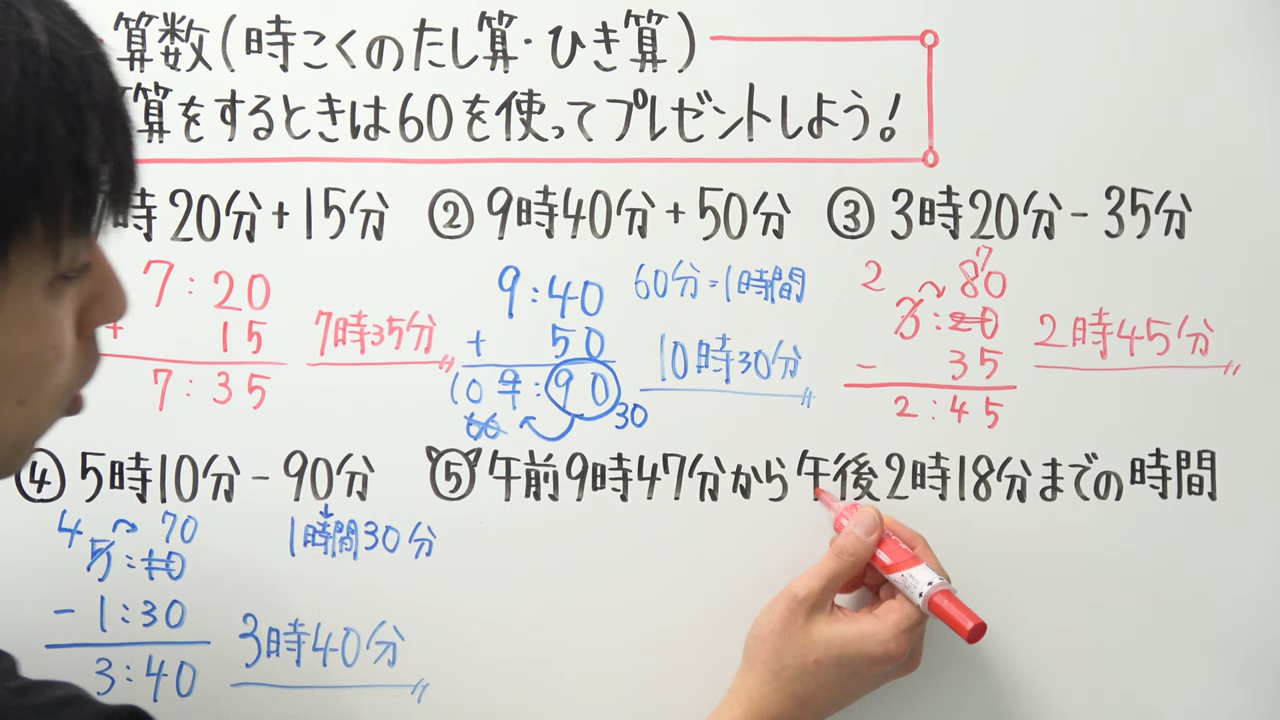 算数(時こくのたし算・ひき算)
算をするときは60を使ってプレゼントしよう!
時20分+15分
②9時40分+50分
③3時20分-35分
7:20
+ 15
7:35
7時35分
9:40
+ 50
10 9:90
60
30
60分=1時間
10時30分
2 80
7
3:20
- 35
2:45
2時45分
④5時10分-90分
⑤午前9時47分から午後2時18分までの時間
4 70
5:10
- 1:30
3:40
1時間30分
3時40分